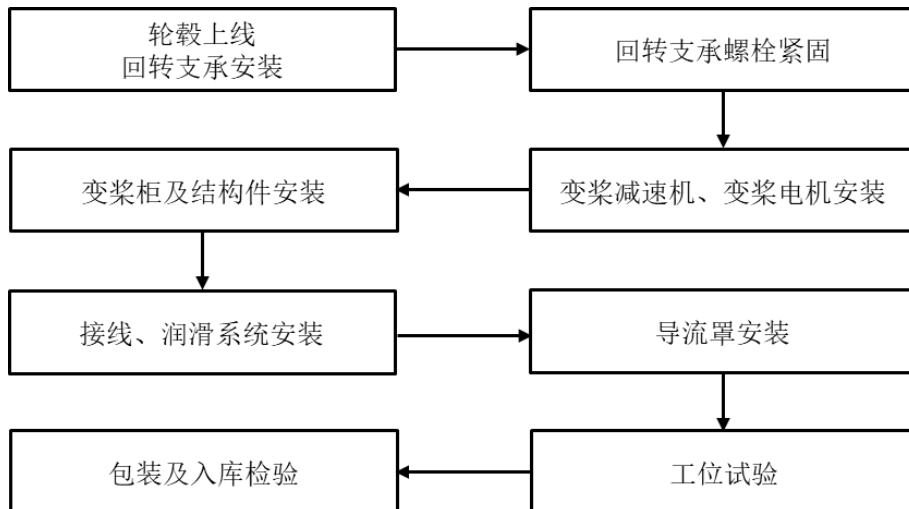 轮毂上线
回转支承安装
回转支承螺栓紧固
变桨减速机、变桨电机安装
变桨柜及结构件安装
接线、润滑系统安装
导流罩安装
工位试验
包装及入库检验